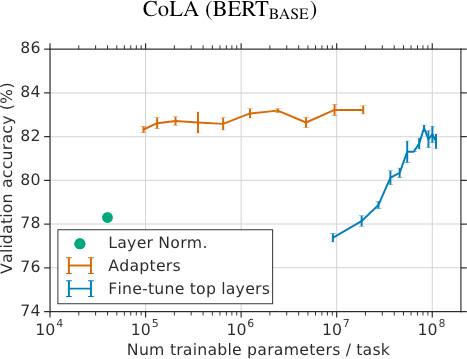 CoLA (BERT_BASE)
Validation accuracy (%)
86
84
82
80
78
76
74
Layer Norm.
Adapters
Fine-tune top layers
10^4 10^5 10^6 10^7 10^8
Num trainable parameters / task